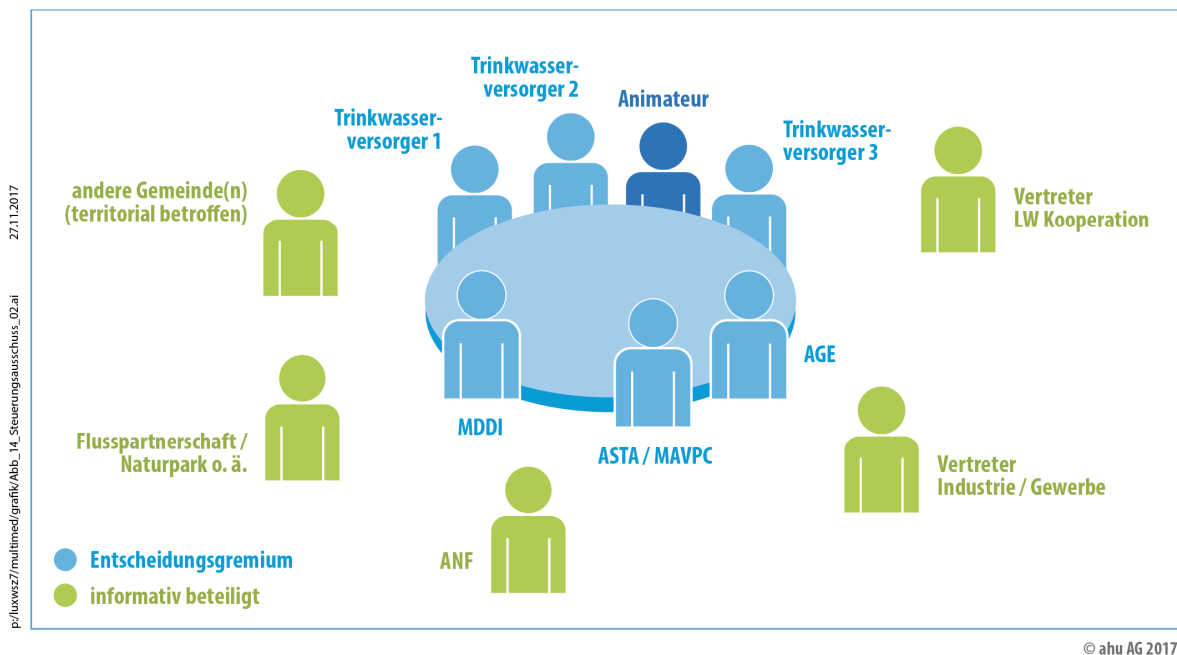 Trinkwasser-
versorger 2
Animateur
Trinkwasser-
versorger 1
Trinkwasser-
versorger 3
andere Gemeinde(n)
(territorial betroffen)
Vertreter
LW Kooperation
AGE
MDDI
ASTA / MAVPC
Flusspartnerschaft /
Naturpark o. ä.
Vertreter
Industrie / Gewerbe
ANF
Entscheidungsgremium
informativ beteiligt
p:/luxwsz7/multimed/grafik/Abb_14_Steuerungsausschuss_02.ai 27.11.2017
© ahu AG 2017